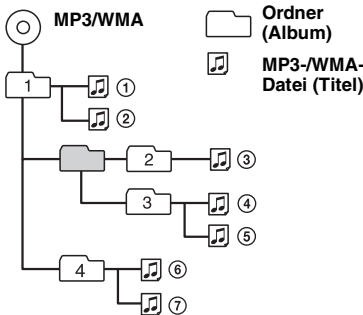 MP3/WMA
Ordner
(Album)
MP3-/WMA-
Datei (Titel)
1
①
②
2
③
3
④
⑤
4
⑥
⑦